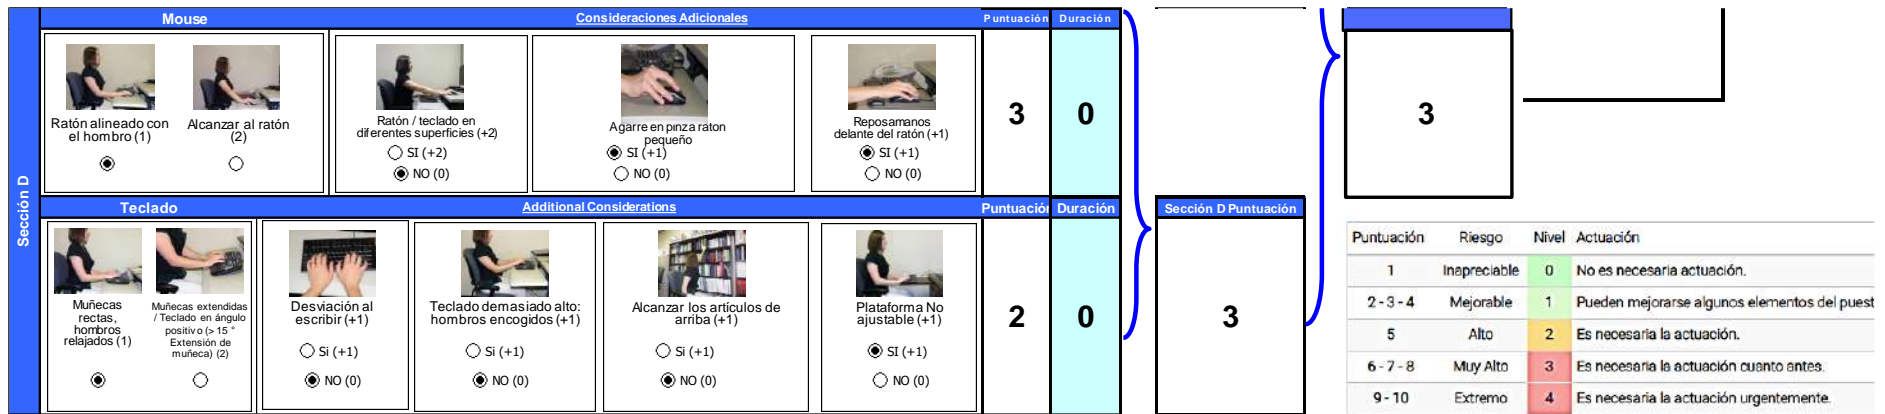 Sección D
Mouse
Consideraciones Adicionales
Puntuación
Duración
Ratón alineado con
el hombro (1)
Alcanzar al ratón
(2)
Ratón / teclado en
diferentes superficies (+2)
SI (+2)
NO (0)
Agarre en pinza ratón
pequeño
SI (+1)
NO (0)
Reposamanos
delante del ratón (+1)
SI (+1)
NO (0)
3
0
3
Teclado
Additional Considerations
Puntuación
Duración
Sección D Puntuación
Muñecas
rectas,
hombros
relajados (1)
Muñecas extendidas
/ Teclado en ángulo
positivo (> 15 °
Extensión de
muñeca) (2)
Desviación al
escribir (+1)
Si (+1)
NO (0)
Teclado demasiado alto:
hombros encogidos (+1)
Si (+1)
NO (0)
Alcanzar los artículos de
arriba (+1)
Si (+1)
NO (0)
Plataforma No
ajustable (+1)
SI (+1)
NO (0)
2
0
3
Puntuación Riesgo Nivel Actuación
1 Inapreciable 0 No es necesaria actuación.
2 - 3 - 4 Mejorable 1 Pueden mejorarse algunos elementos del puest
5 Alto 2 Es necesaria la actuación.
6 - 7 - 8 Muy Alto 3 Es necesaria la actuación cuanto antes.
9 - 10 Extremo 4 Es necesaria la actuación urgentemente.